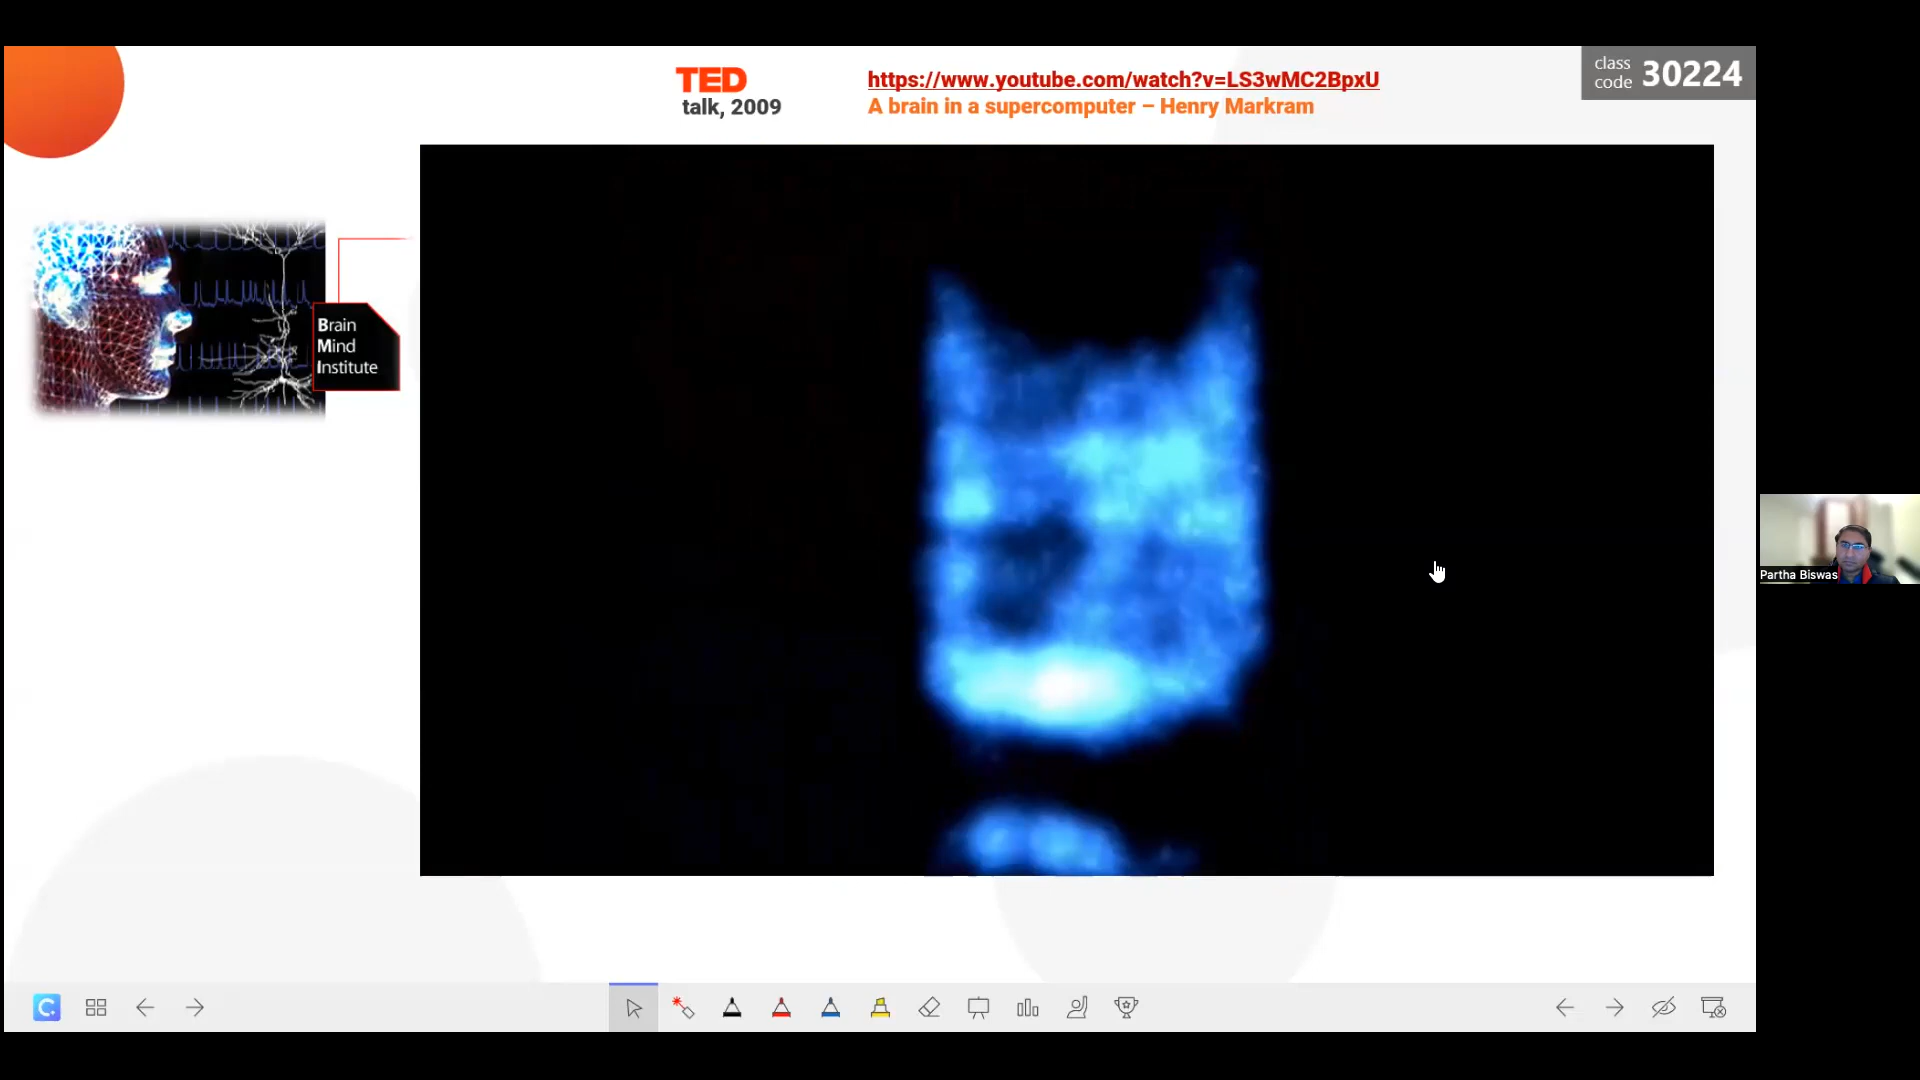 TED
talk, 2009
https://www.youtube.com/watch?v=LS3wMC2BpxU
A brain in a supercomputer – Henry Markram
class
code 30224
Brain
Mind
Institute
Partha Biswas